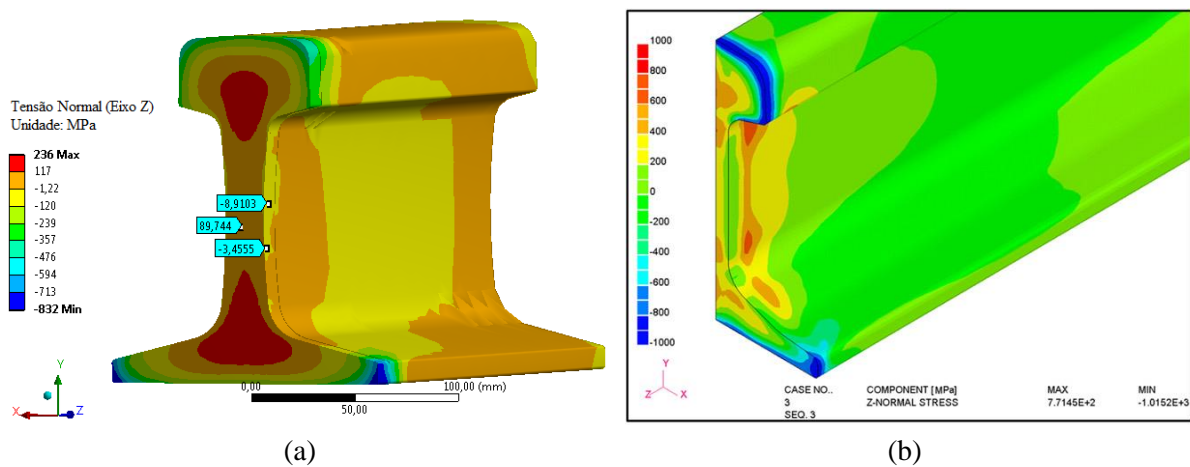 Tensão Normal (Eixo Z)
Unidade: MPa
236 Max
117
-1,22
-120
-239
-357
-476
-594
-713
-832 Min
-8,9103
89,744
-3,4555
Y
X
Z
0,00
100,00 (mm)
50,00
(a)
1000
800
600
400
200
0
-200
-400
-600
-800
-1000
Y
Z
X
CASE NO.. COMPONENT [MPa] MAX MIN
3 Z-NORMAL STRESS 7.7145E+2 -1.0152E+3
SEQ. 3
(b)